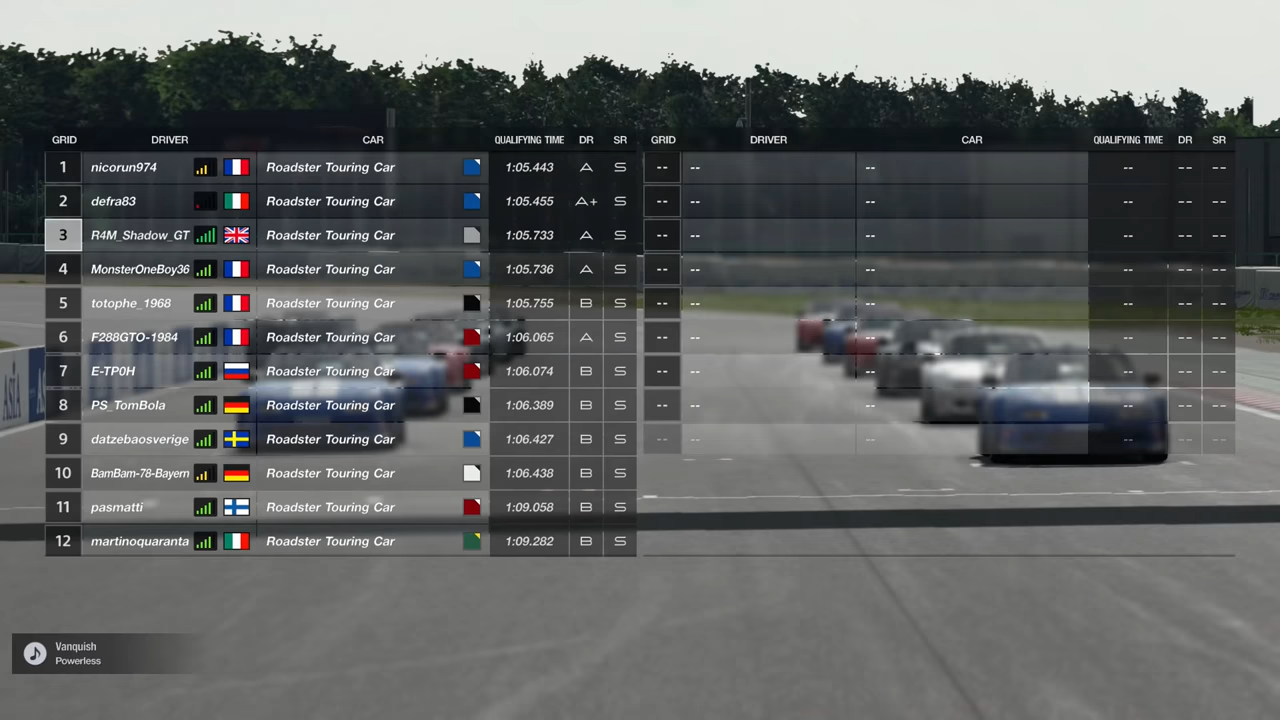 GRID DRIVER CAR QUALIFYING TIME DR SR GRID DRIVER CAR QUALIFYING TIME DR SR
1 nicorun974 Roadster Touring Car 1:05.443 A S -- -- -- -- -- --
2 defra83 Roadster Touring Car 1:05.455 A+ S -- -- -- -- -- --
3 R4M_Shadow_GT Roadster Touring Car 1:05.733 A S -- -- -- -- -- --
4 MonsterOneBoy36 Roadster Touring Car 1:05.736 A S -- -- -- -- -- --
5 totophe_1968 Roadster Touring Car 1:05.755 B S -- -- -- -- -- --
6 F288GTO-1984 Roadster Touring Car 1:06.065 A S -- -- -- -- -- --
7 E-TP0H Roadster Touring Car 1:06.074 B S -- -- -- -- -- --
8 PS_TomBola Roadster Touring Car 1:06.389 B S -- -- -- -- -- --
9 datzebaosverige Roadster Touring Car 1:06.427 B S -- -- -- -- -- --
10 BamBam-78-Bayern Roadster Touring Car 1:06.438 B S
11 pasmatti Roadster Touring Car 1:09.058 B S
12 martinoquaranta Roadster Touring Car 1:09.282 B S
ASIA
Vanquish
Powerless